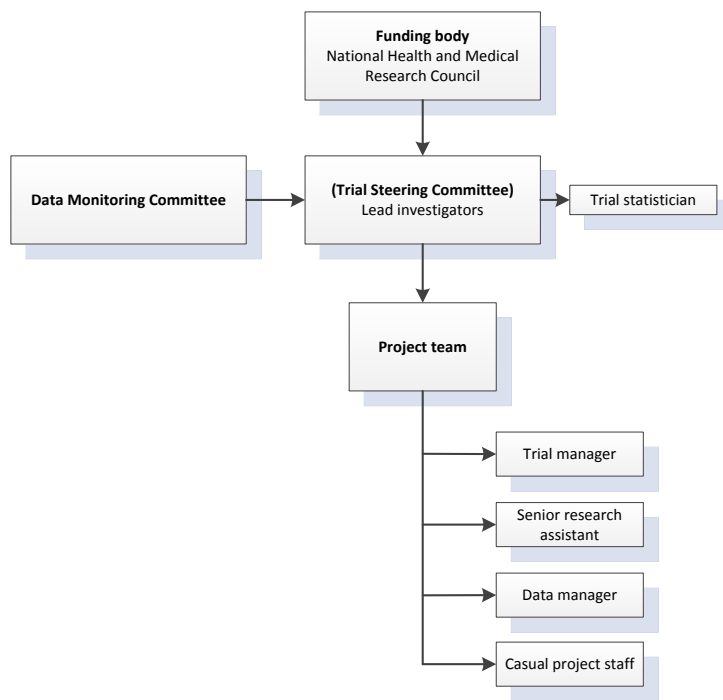 Funding body
National Health and Medical
Research Council
Data Monitoring Committee
(Trial Steering Committee)
Lead investigators
Trial statistician
Project team
Trial manager
Senior research
assistant
Data manager
Casual project staff